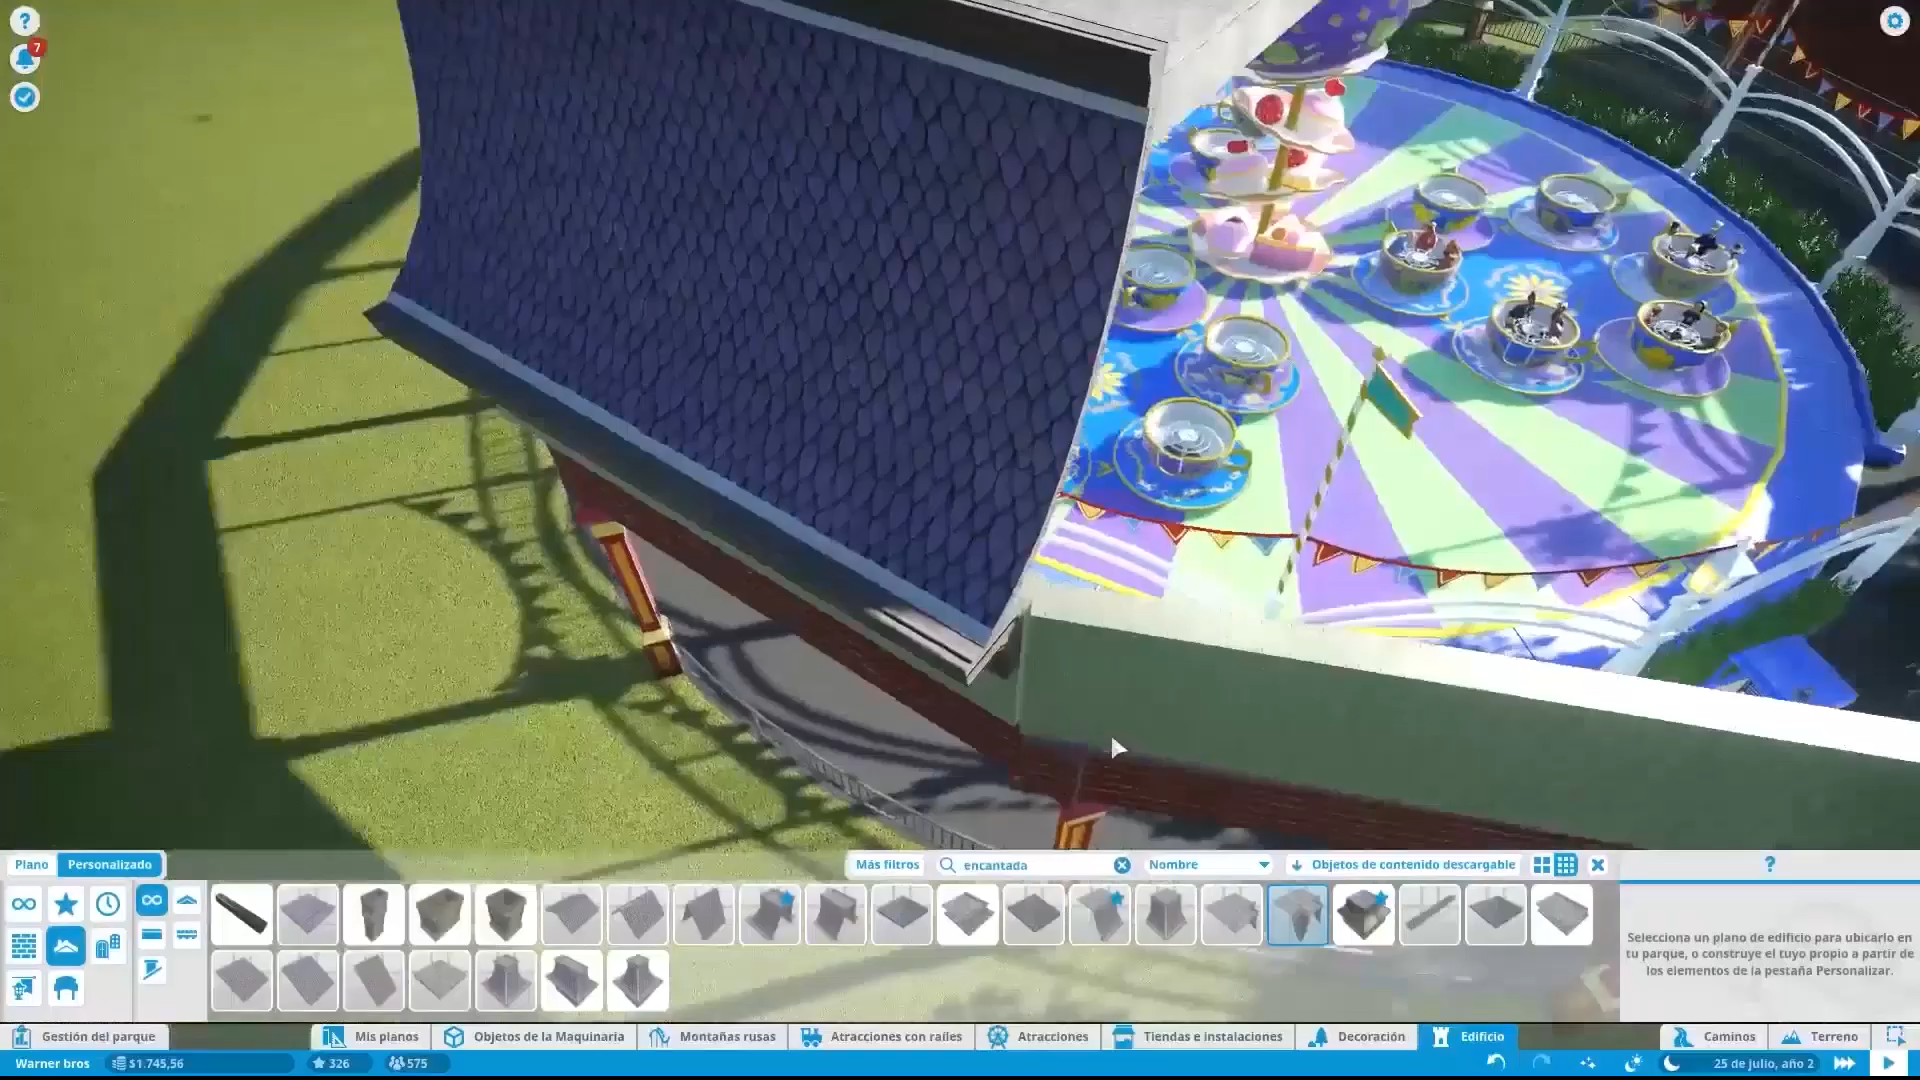 ?
7
Plano Personalizado
Más filtros encantada Nombre Objetos de contenido descargable ?
Selecciona un plano de edificio para ubicarlo en
tu parque, o construye el tuyo propio a partir de
los elementos de la pestaña Personalizar.
Gestión del parque Mis planos Objetos de la Maquinaria Montañas rusas Atracciones con raíles Atracciones Tiendas e instalaciones Decoración Edificio Caminos Terreno
Warner bros $1.745,56 326 575 25 de julio, año 2